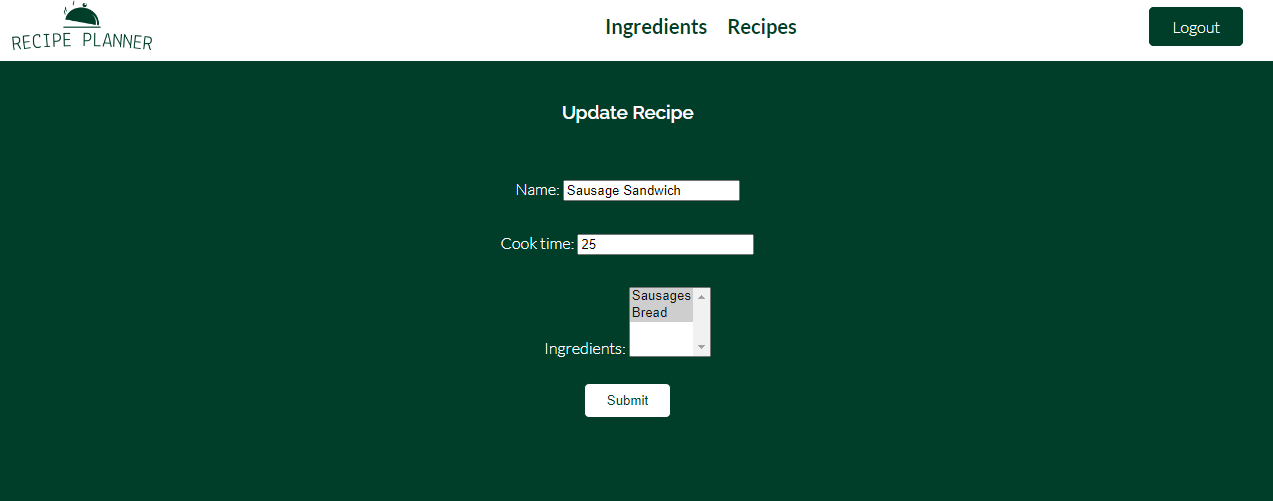 RECIPE PLANNER
Ingredients Recipes
Logout
Update Recipe
Name: Sausage Sandwich
Cook time: 25
Sausages
Bread
Ingredients:
Submit